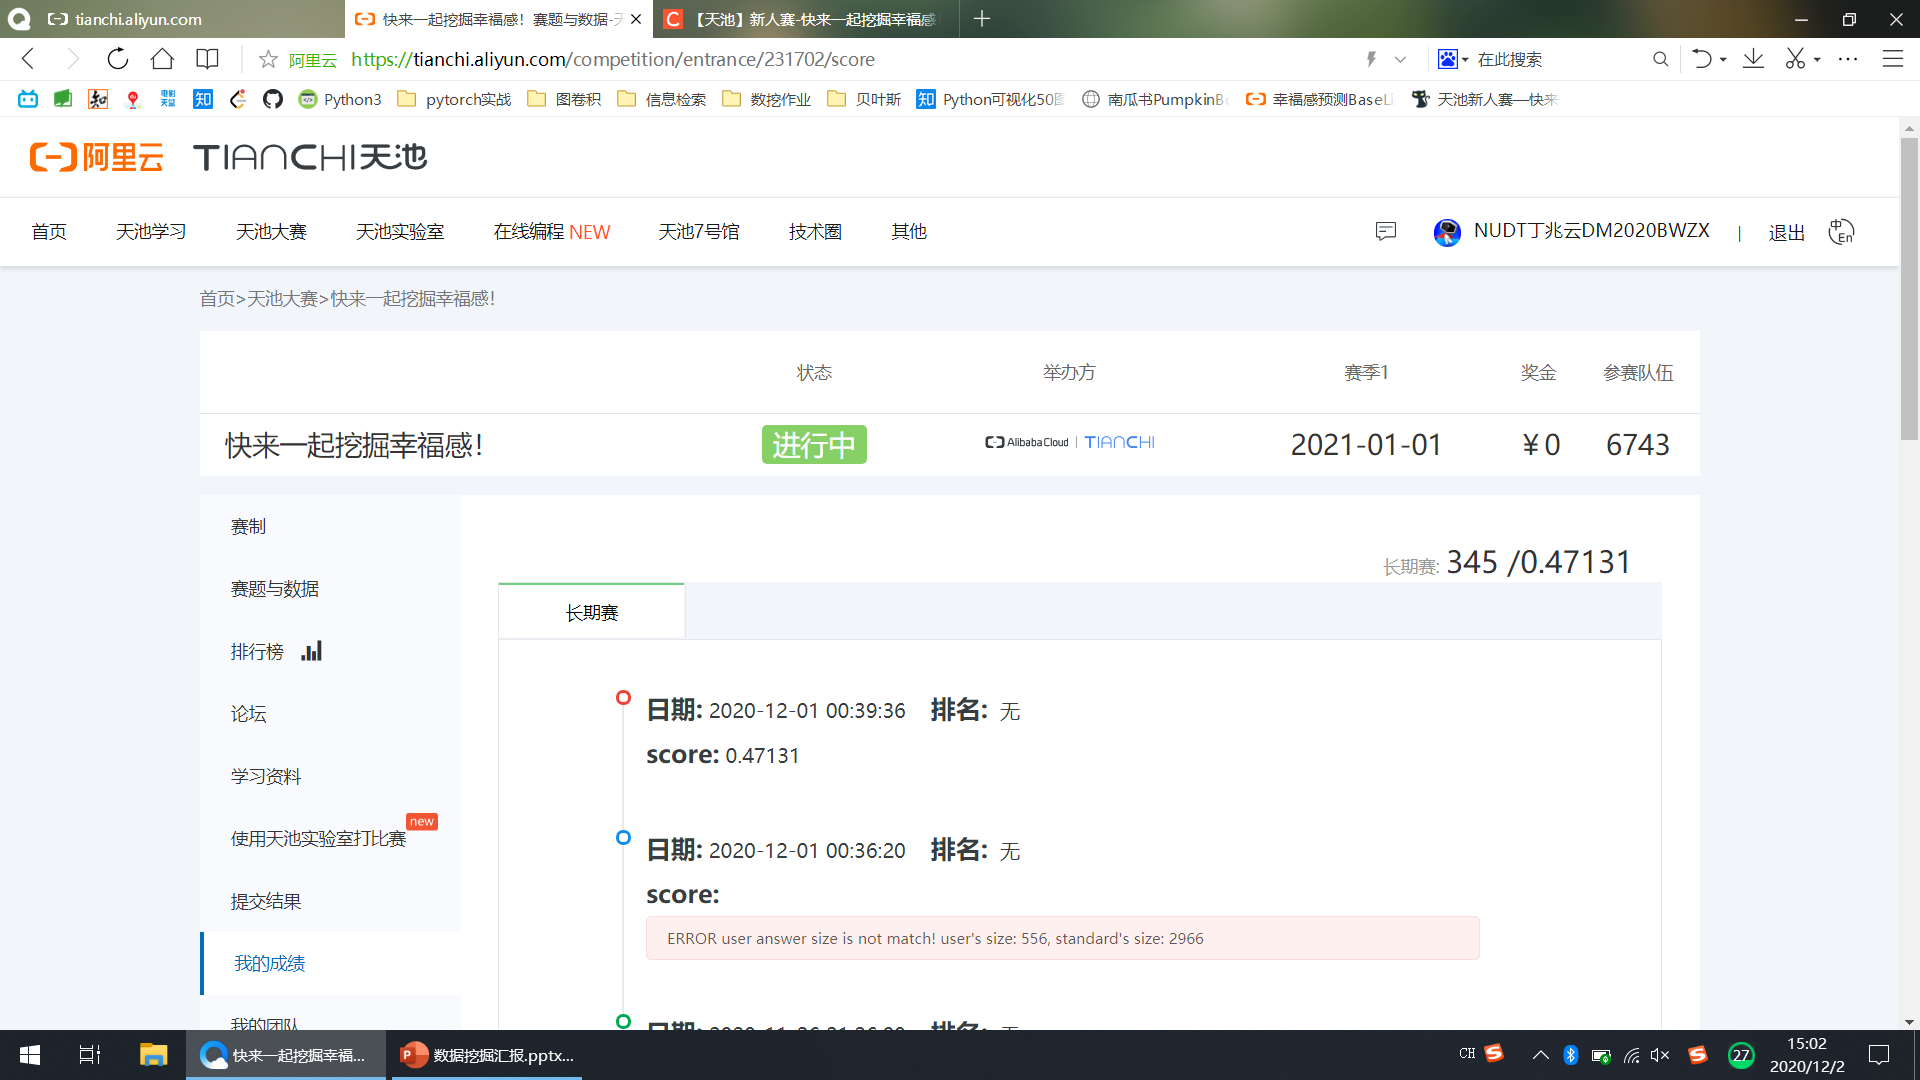 tianchi.aliyun.com
快来一起挖掘幸福感！赛题与数据-天
【天池】新人赛-快来一起挖掘幸福感
阿里云 https://tianchi.aliyun.com/competition/entrance/231702/score
在此搜索
Python3 pytorch实战 图卷积 信息检索 数挖作业 贝叶斯 知 Python可视化50图 南瓜书PumpkinBo 幸福感预测BaseLi 天池新人赛—快来
阿里云 TIANCHI天池
首页 天池学习 天池大赛 天池实验室 在线编程 NEW 天池7号馆 技术圈 其他
NUDT丁兆云DM2020BWZX | 退出 中 En
首页>天池大赛>快来一起挖掘幸福感！
状态 举办方 赛季1 奖金 参赛队伍
快来一起挖掘幸福感！ 进行中 Alibaba Cloud | TIANCHI 2021-01-01 ¥0 6743
赛制
赛题与数据
排行榜
论坛
学习资料
使用天池实验室打比赛 new
提交结果
我的成绩
我的团队
长期赛: 345 /0.47131
长期赛
日期: 2020-12-01 00:39:36 排名: 无
score: 0.47131
日期: 2020-12-01 00:36:20 排名: 无
score:
ERROR user answer size is not match! user's size: 556, standard's size: 2966
快来一起挖掘幸福...
数据挖掘汇报.pptx...
CH
27
15:02
2020/12/2